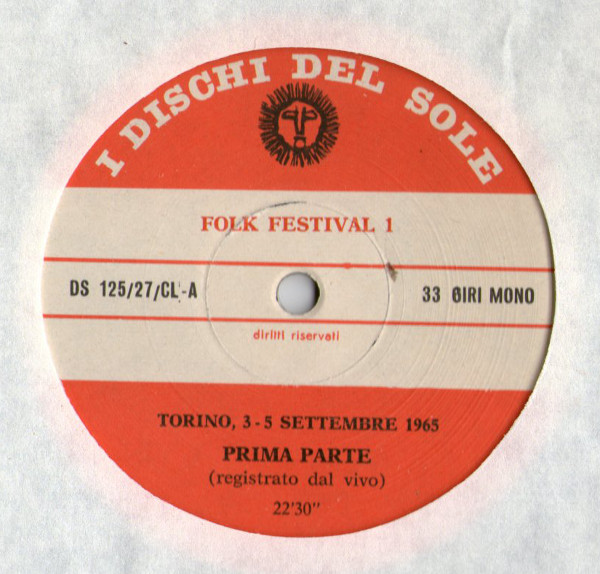 I DISCHI DEL SOLE
FOLK FESTIVAL 1
DS 125/27/CL-A
33 GIRI MONO
diritti riservati
TORINO, 3-5 SETTEMBRE 1965
PRIMA PARTE
(registrato dal vivo)
22'30"